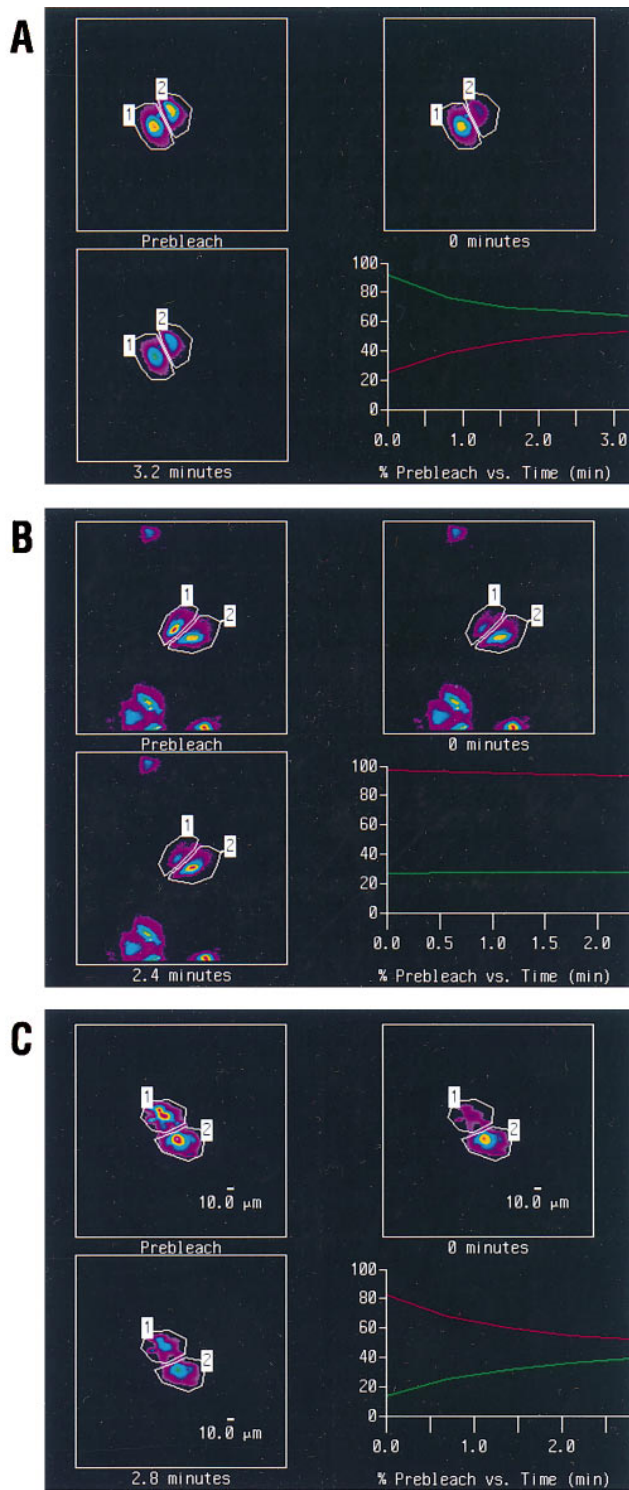 A
1
2
Prebleach
1
2
0 minutes
1
2
3.2 minutes
100
80
60
40
20
0
0.0 1.0 2.0 3.0
% Prebleach vs. Time (min)
B
1
2
Prebleach
1
2
0 minutes
1
2
2.4 minutes
100
80
60
40
20
0
0.0 0.5 1.0 1.5 2.0
% Prebleach vs. Time (min)
C
1
2
10.0 µm
Prebleach
1
2
10.0 µm
0 minutes
1
2
10.0 µm
2.8 minutes
100
80
60
40
20
0
0.0 1.0 2.0
% Prebleach vs. Time (min)